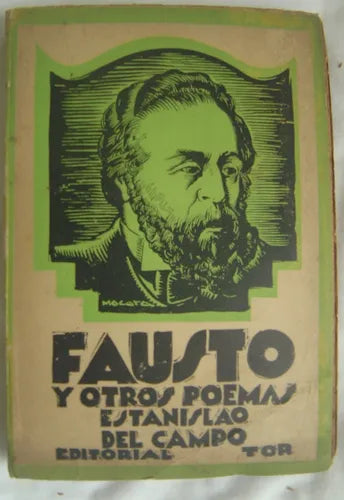 FAUSTO
Y OTROS POEMAS
ESTANISLAO
DEL CAMPO
EDITORIAL TOR